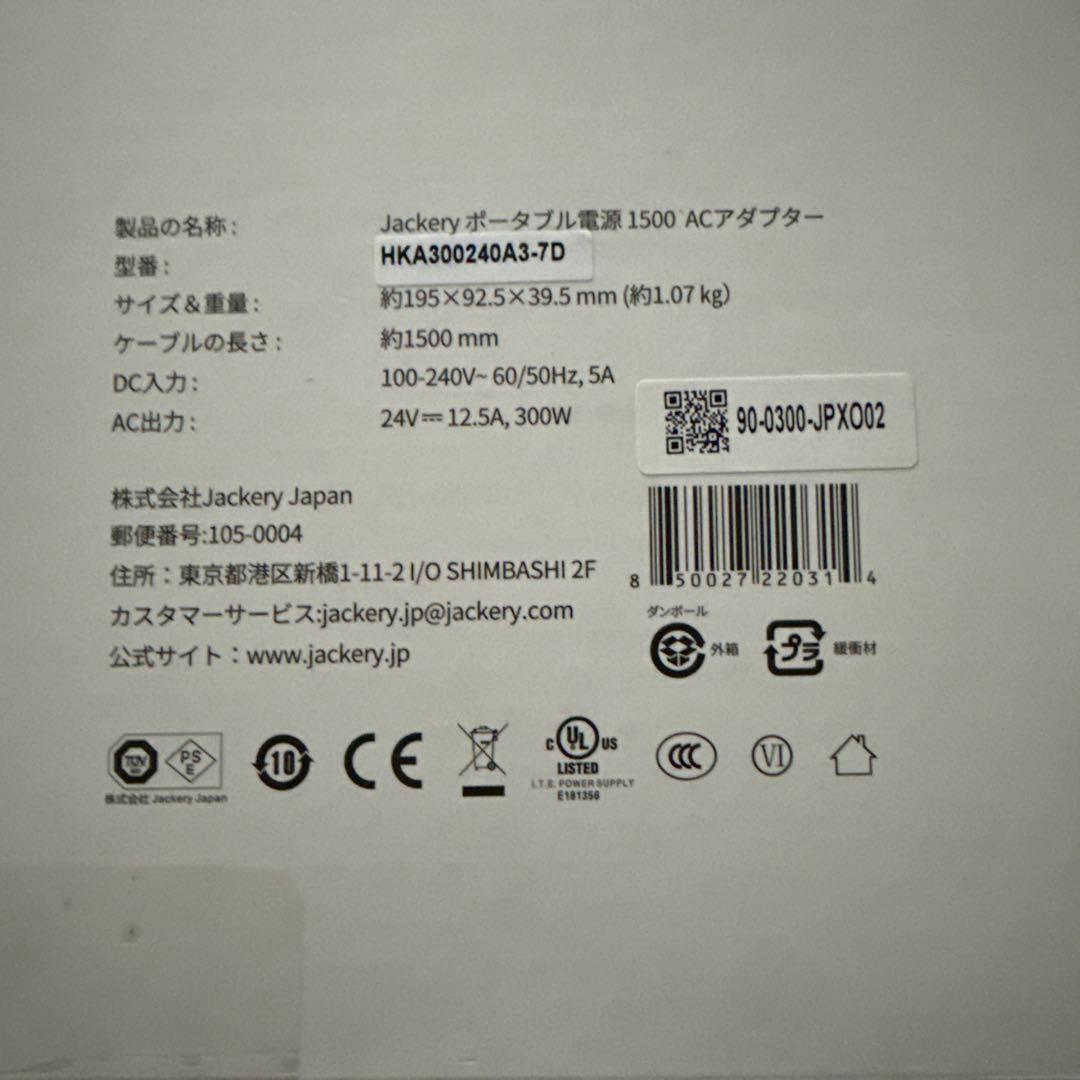 製品の名称: Jackery ポータブル電源 1500 ACアダプター
型番: HKA300240A3-7D
サイズ&重量: 約195×92.5×39.5 mm (約1.07 kg)
ケーブルの長さ: 約1500 mm
DC入力: 100-240V~ 60/50Hz, 5A
AC出力: 24V⎓12.5A, 300W
90-0300-JPXO02
株式会社Jackery Japan
郵便番号:105-0004
住所:東京都港区新橋1-11-2 I/O SHIMBASHI 2F
カスタマーサービス:jackery.jp@jackery.com
公式サイト:www.jackery.jp
8 50027 22031 4
ダンボール
外箱
プラ
緩衝材
TÜV
PS
E
株式会社 Jackery Japan
10
CE
C UL US
LISTED
I.T.E. POWER SUPPLY
E181356
CCC
VI